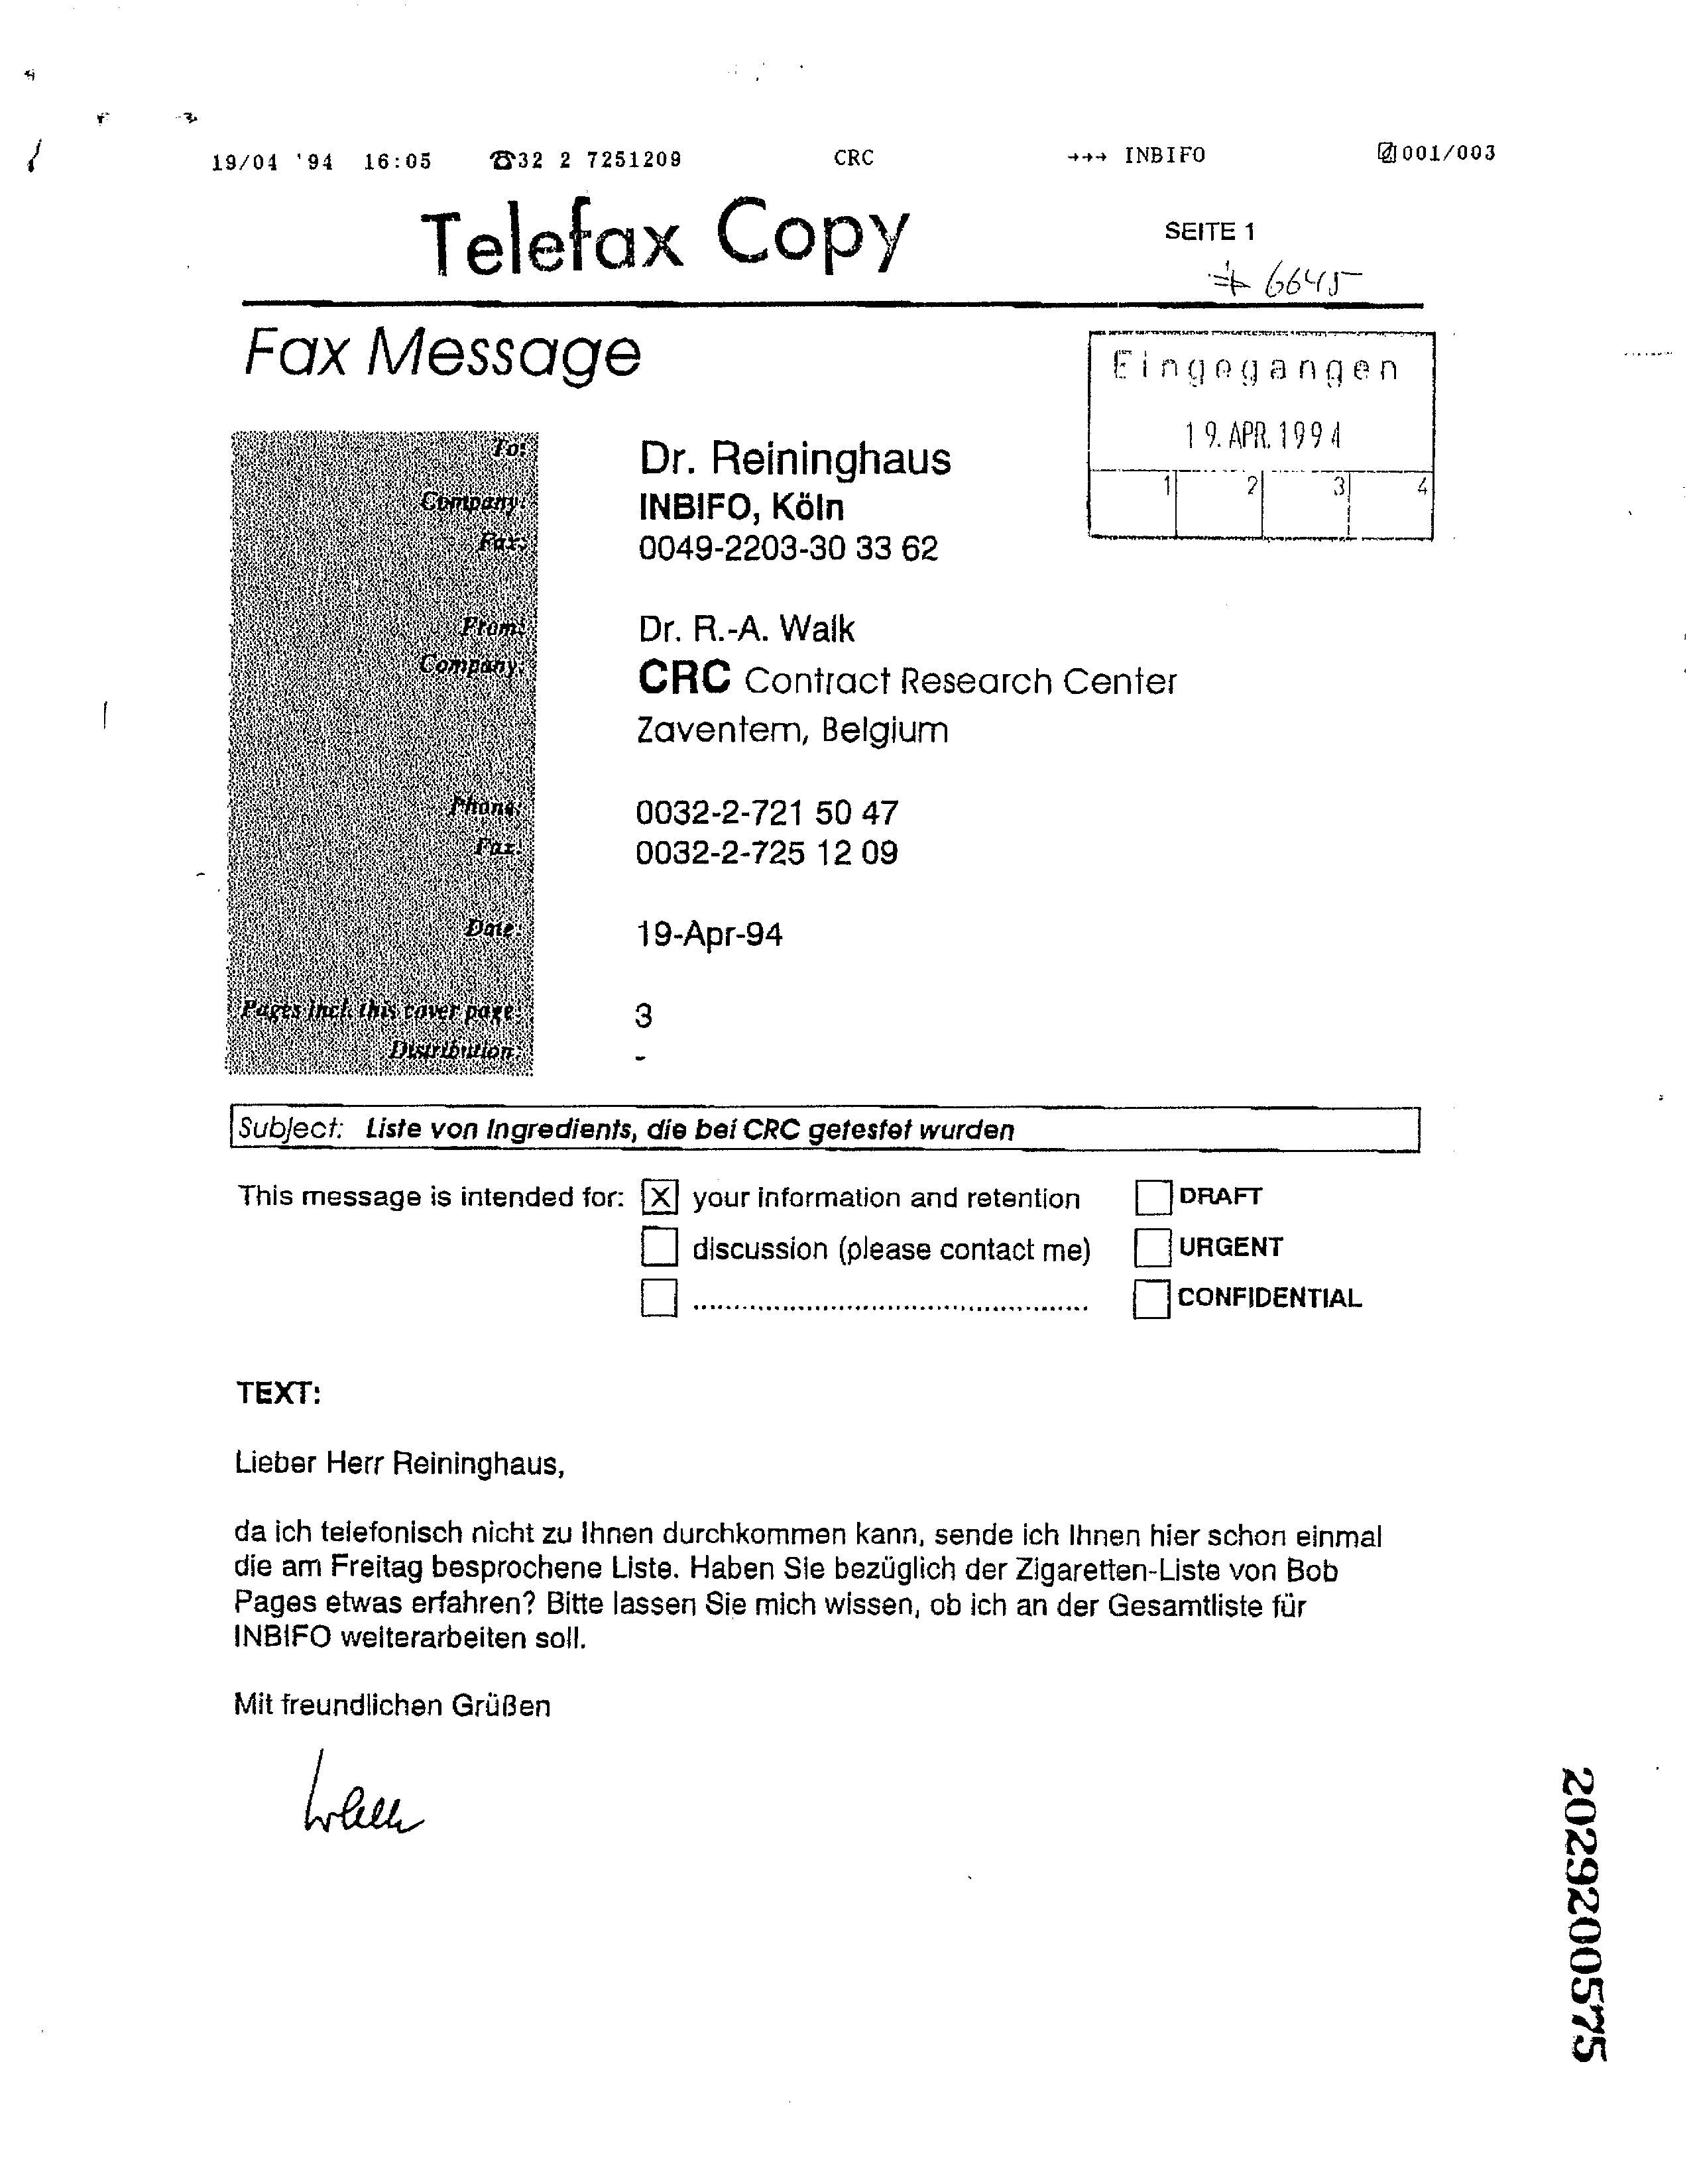 19/04 '94 16:05 ☎32 2 7251209 CRC →→→ INBIFO 001/003
Telefax Copy
SEITE 1
# 6645
Fax Message
Eingegangen
19. APR. 1994
1 2 3 4
To: Dr. Reininghaus
Company: INBIFO, Köln
Fax: 0049-2203-30 33 62
From: Dr. R.-A. Walk
Company: CRC Contract Research Center
Zaventem, Belgium
Phone: 0032-2-721 50 47
Fax: 0032-2-725 12 09
Date: 19-Apr-94
Pages incl. this cover page: 3
Distribution: -
Subject: Liste von Ingredients, die bei CRC getestet wurden
This message is intended for: [X] your information and retention DRAFT
discussion (please contact me) URGENT
................................................ CONFIDENTIAL
TEXT:
Lieber Herr Reininghaus,
da ich telefonisch nicht zu Ihnen durchkommen kann, sende ich Ihnen hier schon einmal
die am Freitag besprochene Liste. Haben Sie bezüglich der Zigaretten-Liste von Bob
Pages etwas erfahren? Bitte lassen Sie mich wissen, ob ich an der Gesamtliste für
INBIFO weiterarbeiten soll.
Mit freundlichen Grüßen
2029200575